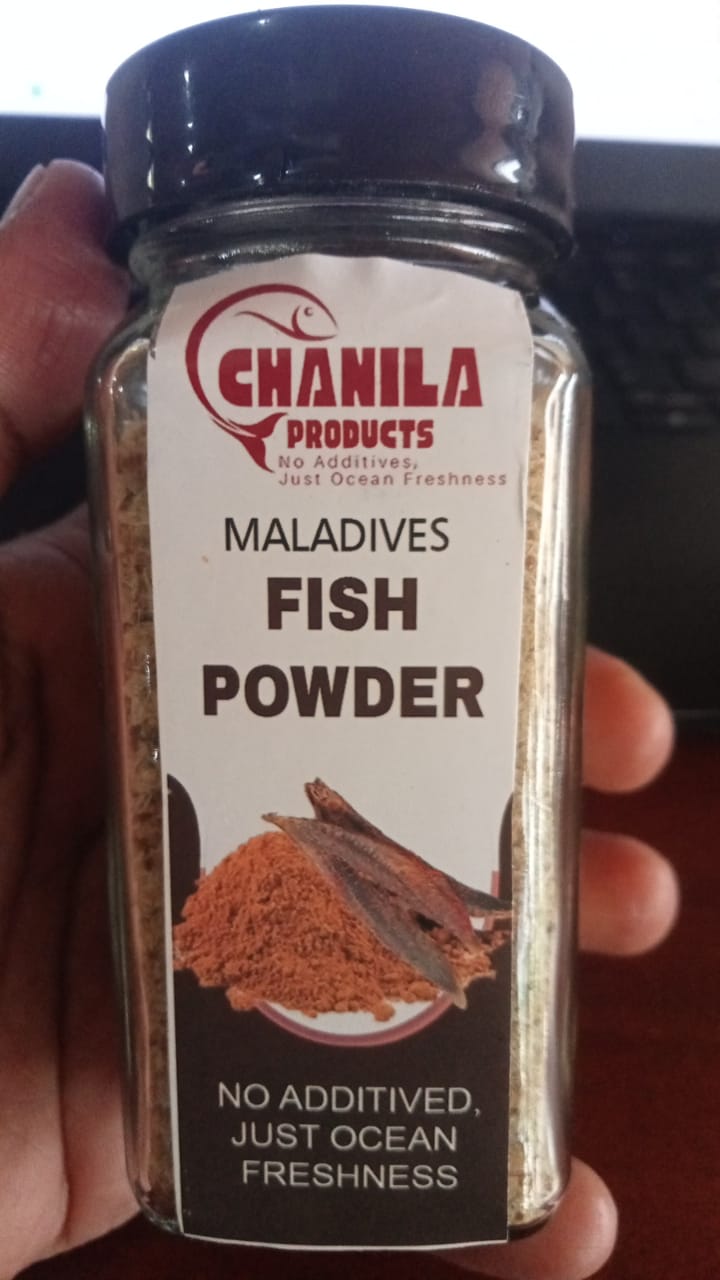 CHANILA
PRODUCTS
No Additives,
Just Ocean Freshness
MALADIVES
FISH
POWDER
NO ADDITIVED,
JUST OCEAN
FRESHNESS